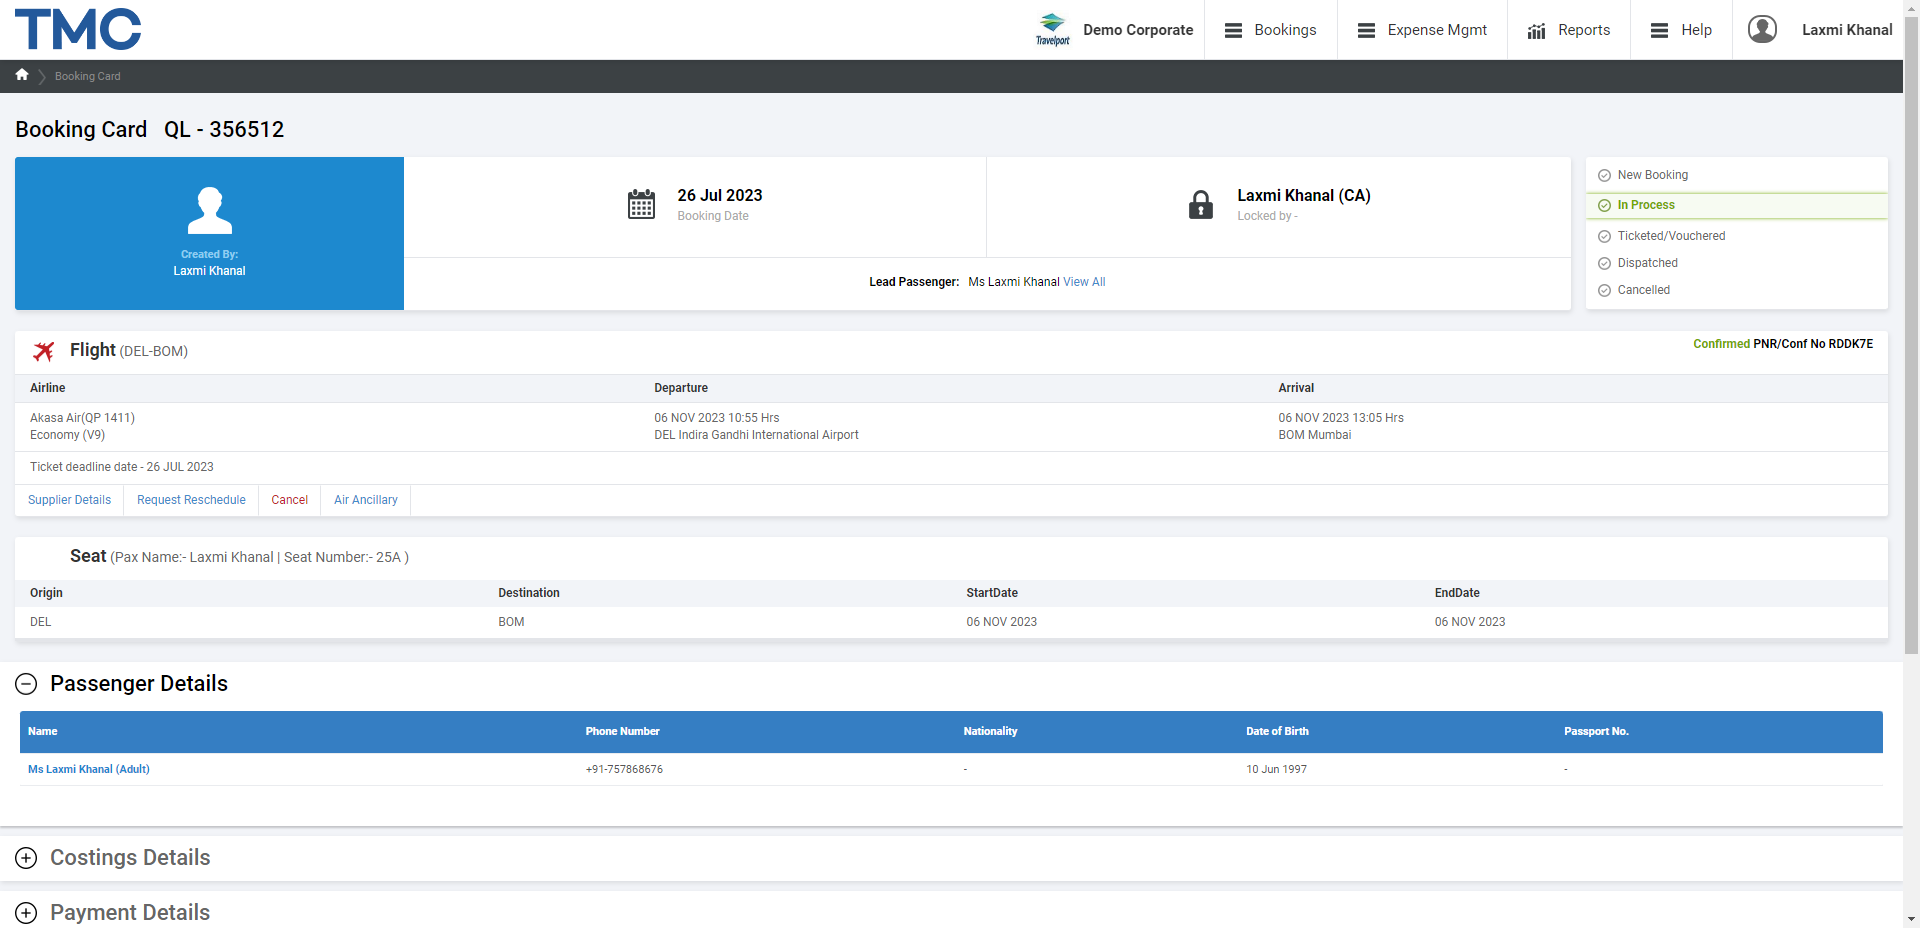 TMC
Travelport
Demo Corporate
Bookings
Expense Mgmt
Reports
Help
Laxmi Khanal
Booking Card
Booking Card QL - 356512
Created By:
Laxmi Khanal
26 Jul 2023
Booking Date
Laxmi Khanal (CA)
Locked by -
Lead Passenger: Ms Laxmi Khanal View All
New Booking
In Process
Ticketed/Vouchered
Dispatched
Cancelled
Flight (DEL-BOM)
Confirmed PNR/Conf No RDDK7E
Airline Departure Arrival
Akasa Air(QP 1411) 06 NOV 2023 10:55 Hrs 06 NOV 2023 13:05 Hrs
Economy (V9) DEL Indira Gandhi International Airport BOM Mumbai
Ticket deadline date - 26 JUL 2023
Supplier Details Request Reschedule Cancel Air Ancillary
Seat (Pax Name:- Laxmi Khanal | Seat Number:- 25A )
Origin Destination StartDate EndDate
DEL BOM 06 NOV 2023 06 NOV 2023
Passenger Details
Name Phone Number Nationality Date of Birth Passport No.
Ms Laxmi Khanal (Adult) +91-757868676 - 10 Jun 1997 -
Costings Details
Payment Details